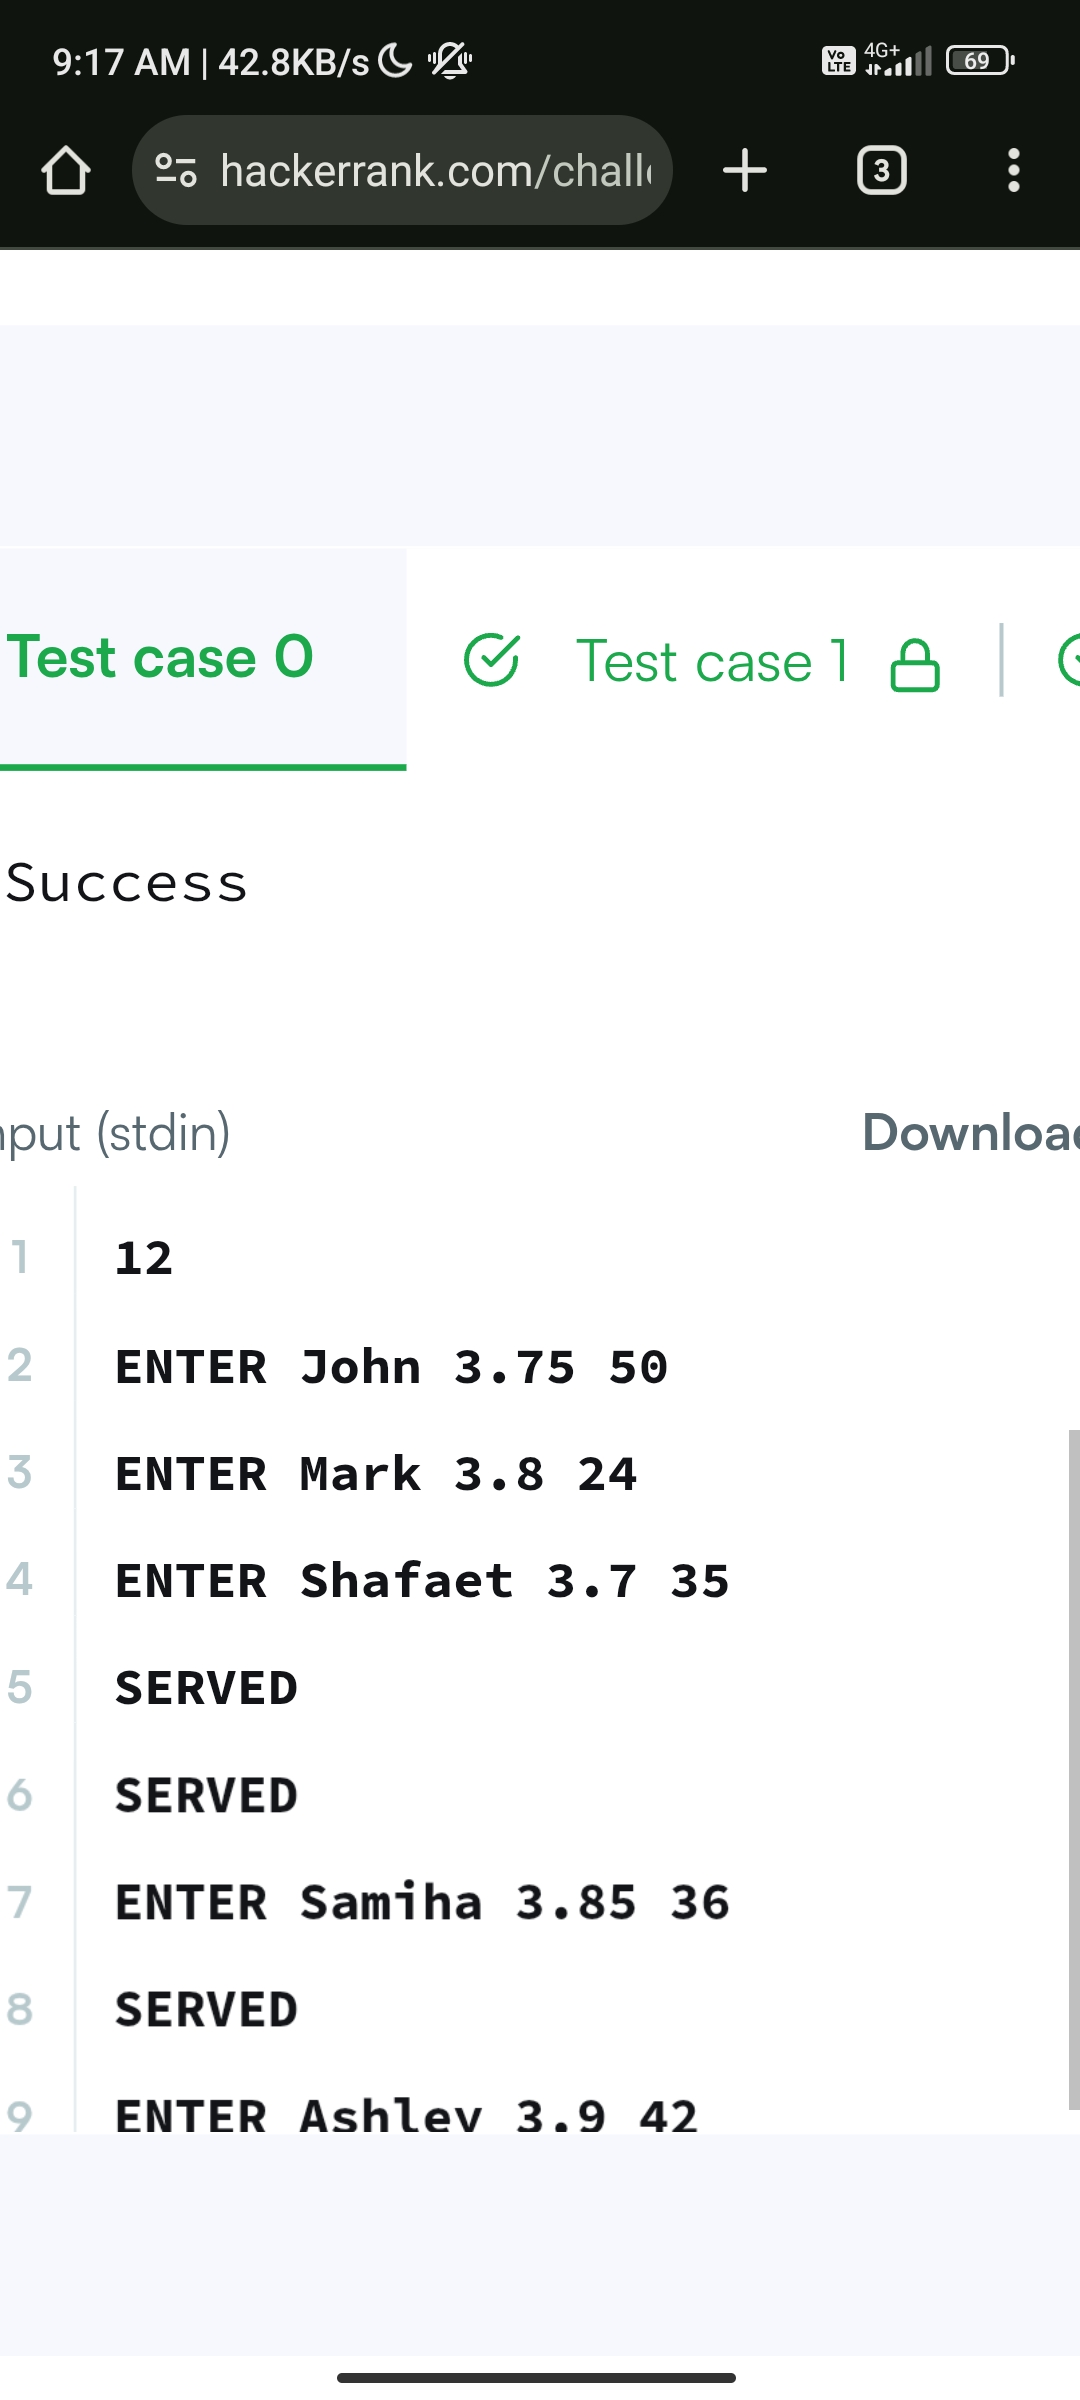 9:17 AM | 42.8KB/s
Vo LTE 4G+ 69
hackerrank.com/chall
3
Test case 0
Test case 1
Success
nput (stdin)
Download
1 12
2 ENTER John 3.75 50
3 ENTER Mark 3.8 24
4 ENTER Shafaet 3.7 35
5 SERVED
6 SERVED
7 ENTER Samiha 3.85 36
8 SERVED
9 ENTER Ashley 3.9 42